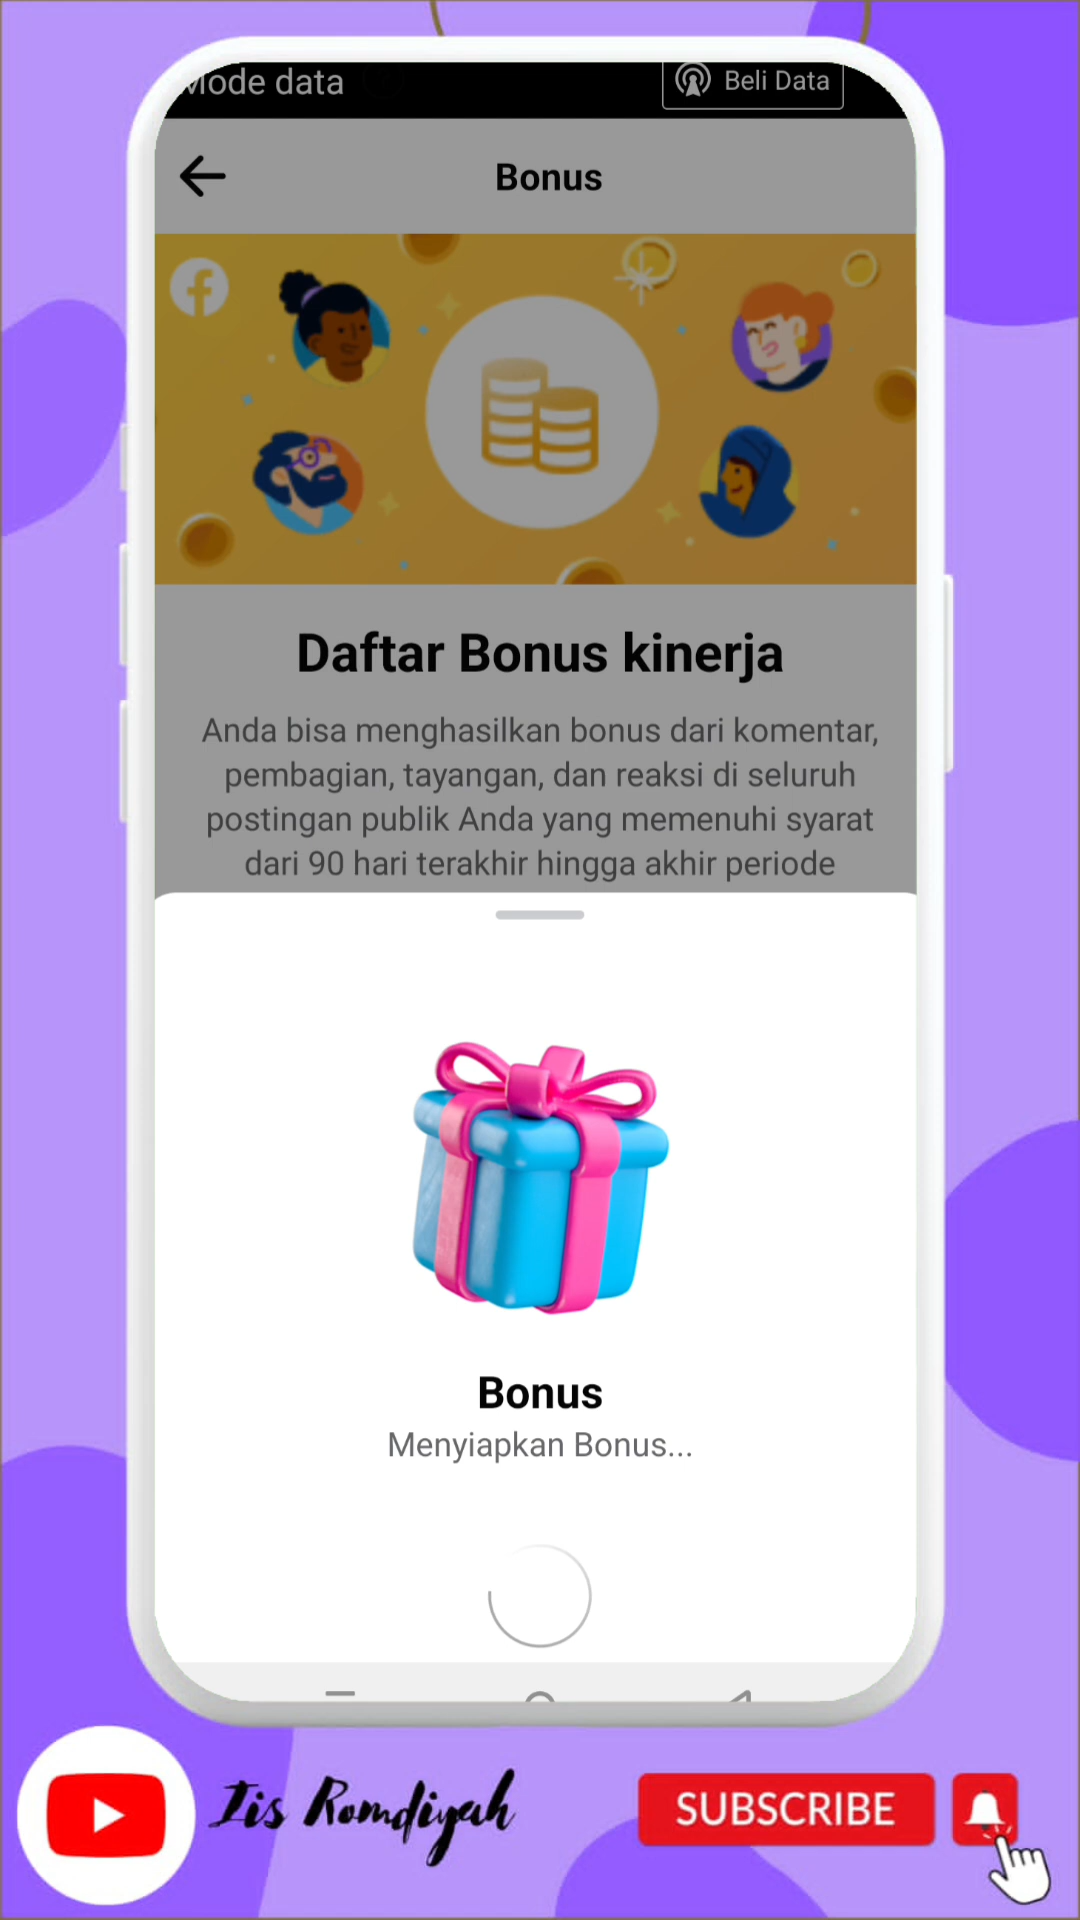 Mode data
Beli Data
Bonus
Daftar Bonus kinerja
Anda bisa menghasilkan bonus dari komentar,
pembagian, tayangan, dan reaksi di seluruh
postingan publik Anda yang memenuhi syarat
dari 90 hari terakhir hingga akhir periode
Bonus
Menyiapkan Bonus...
Iis Romdiyah
SUBSCRIBE